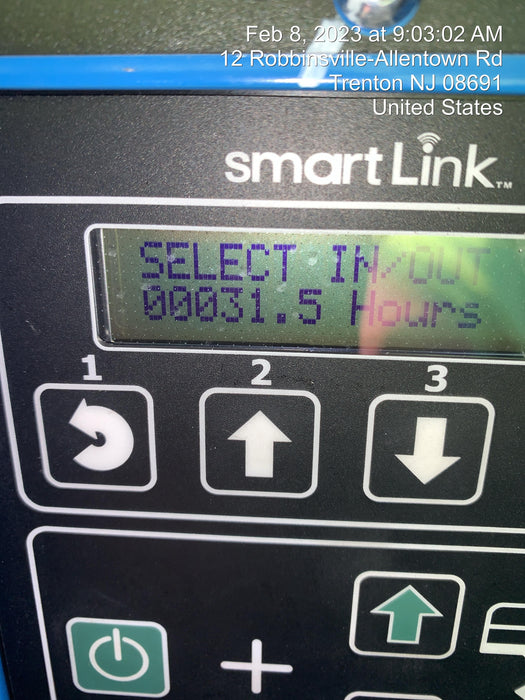 Feb 8, 2023 at 9:03:02 AM
12 Robbinsville-Allentown Rd
Trenton NJ 08691
United States
smartLink™
SELECT IN/OUT
00031.5 Hours
1 2 3